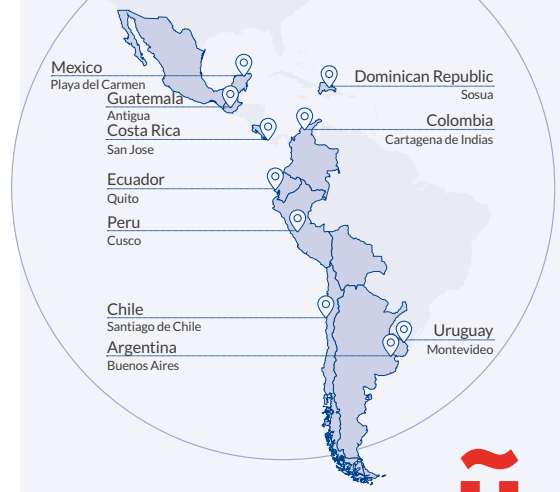 Mexico
Playa del Carmen
Guatemala
Antigua
Costa Rica
San Jose
Ecuador
Quito
Peru
Cusco
Chile
Santiago de Chile
Argentina
Buenos Aires
Dominican Republic
Sosua
Colombia
Cartagena de Indias
Uruguay
Montevideo